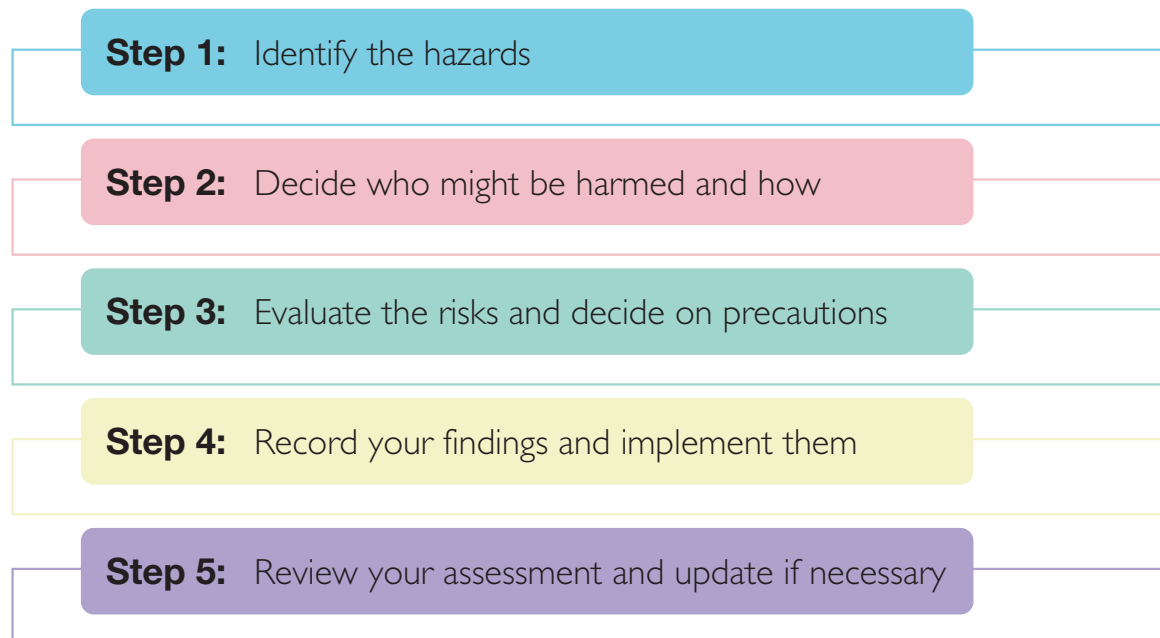 Step 1: Identify the hazards
Step 2: Decide who might be harmed and how
Step 3: Evaluate the risks and decide on precautions
Step 4: Record your findings and implement them
Step 5: Review your assessment and update if necessary